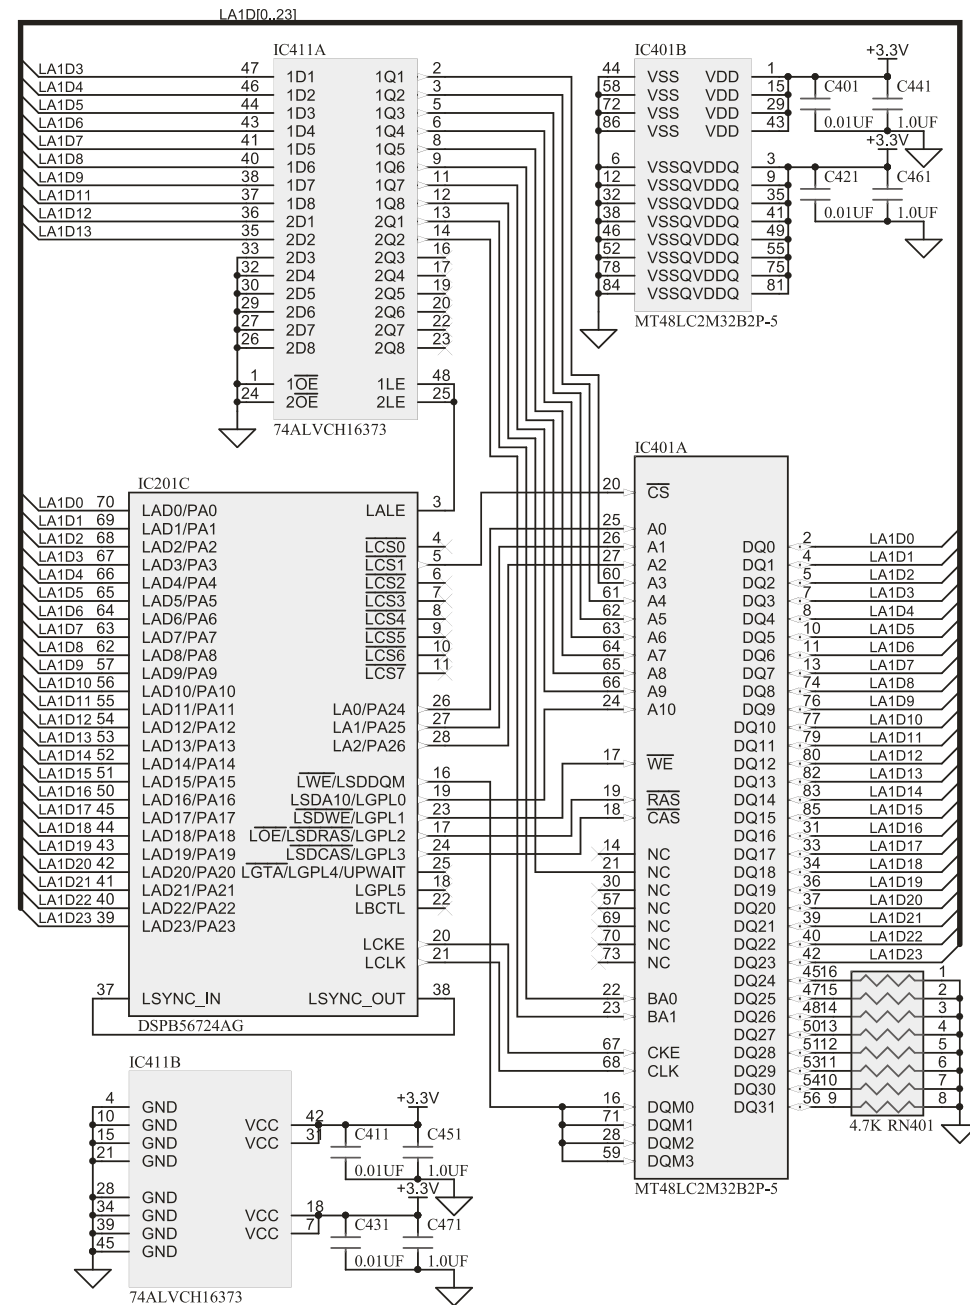 LA1D[0..23]
IC411A
LA1D3 47 1D1 1Q1 2
LA1D4 46 1D2 1Q2 3
LA1D5 44 1D3 1Q3 5
LA1D6 43 1D4 1Q4 6
LA1D7 41 1D5 1Q5 8
LA1D8 40 1D6 1Q6 9
LA1D9 38 1D7 1Q7 11
LA1D11 37 1D8 1Q8 12
LA1D12 36 2D1 2Q1 13
LA1D13 35 2D2 2Q2 14
33 2D3 2Q3 16
32 2D4 2Q4 17
30 2D5 2Q5 19
29 2D6 2Q6 20
27 2D7 2Q7 22
26 2D8 2Q8 23
1 1OE 1LE 48
24 2OE 2LE 25
74ALVCH16373
IC401B
+3.3V
44 VSS VDD 1
58 VSS VDD 15
72 VSS VDD 29
86 VSS VDD 43
C401 C441
0.01UF 1.0UF
+3.3V
6 VSSQVDDQ 3
12 VSSQVDDQ 9
32 VSSQVDDQ 35
38 VSSQVDDQ 41
46 VSSQVDDQ 49
52 VSSQVDDQ 55
78 VSSQVDDQ 75
84 VSSQVDDQ 81
C421 C461
0.01UF 1.0UF
MT48LC2M32B2P-5
IC201C
LA1D0 70 LAD0/PA0 LALE 3
LA1D1 69 LAD1/PA1
LA1D2 68 LAD2/PA2 LCS0 4
LA1D3 67 LAD3/PA3 LCS1 5
LA1D4 66 LAD4/PA4 LCS2 6
LA1D5 65 LAD5/PA5 LCS3 7
LA1D6 64 LAD6/PA6 LCS4 8
LA1D7 63 LAD7/PA7 LCS5 9
LA1D8 62 LAD8/PA8 LCS6 10
LA1D9 57 LAD9/PA9 LCS7 11
LA1D10 56 LAD10/PA10
LA1D11 55 LAD11/PA11 LA0/PA24 26
LA1D12 54 LAD12/PA12 LA1/PA25 27
LA1D13 53 LAD13/PA13 LA2/PA26 28
LA1D14 52 LAD14/PA14
LA1D15 51 LAD15/PA15 LWE/LSDDQM 16
LA1D16 50 LAD16/PA16 LSDA10/LGPL0 19
LA1D17 45 LAD17/PA17 LSDWE/LGPL1 23
LA1D18 44 LAD18/PA18 LOE/LSDRAS/LGPL2 17
LA1D19 43 LAD19/PA19 LSDCAS/LGPL3 24
LA1D20 42 LAD20/PA20 LGTA/LGPL4/UPWAIT 25
LA1D21 41 LAD21/PA21 LGPL5 18
LA1D22 40 LAD22/PA22 LBCTL 22
LA1D23 39 LAD23/PA23
LCKE 20
LCLK 21
37 LSYNC_IN LSYNC_OUT 38
DSPB56724AG
IC401A
20 CS
25 A0
26 A1 DQ0 2 LA1D0
27 A2 DQ1 4 LA1D1
60 A3 DQ2 5 LA1D2
61 A4 DQ3 7 LA1D3
62 A5 DQ4 8 LA1D4
63 A6 DQ5 10 LA1D5
64 A7 DQ6 11 LA1D6
65 A8 DQ7 13 LA1D7
66 A9 DQ8 74 LA1D8
24 A10 DQ9 76 LA1D9
DQ10 77 LA1D10
DQ11 79 LA1D11
17 WE DQ12 80 LA1D12
DQ13 82 LA1D13
19 RAS DQ14 83 LA1D14
18 CAS DQ15 85 LA1D15
DQ16 31 LA1D16
14 NC DQ17 33 LA1D17
21 NC DQ18 34 LA1D18
30 NC DQ19 36 LA1D19
57 NC DQ20 37 LA1D20
69 NC DQ21 39 LA1D21
70 NC DQ22 40 LA1D22
73 NC DQ23 42 LA1D23
DQ24 45 16 1
22 BA0 DQ25 47 15 2
23 BA1 DQ26 48 14 3
DQ27 50 13 4
67 CKE DQ28 51 12 5
68 CLK DQ29 53 11 6
DQ30 54 10 7
16 DQM0 DQ31 56 9 8
71 DQM1
28 DQM2
59 DQM3
4.7K RN401
MT48LC2M32B2P-5
IC411B
+3.3V
4 GND
10 GND VCC 42
15 GND VCC 31
21 GND
C411 C451
0.01UF 1.0UF
+3.3V
28 GND
34 GND VCC 18
39 GND VCC 7
45 GND
C431 C471
0.01UF 1.0UF
74ALVCH16373